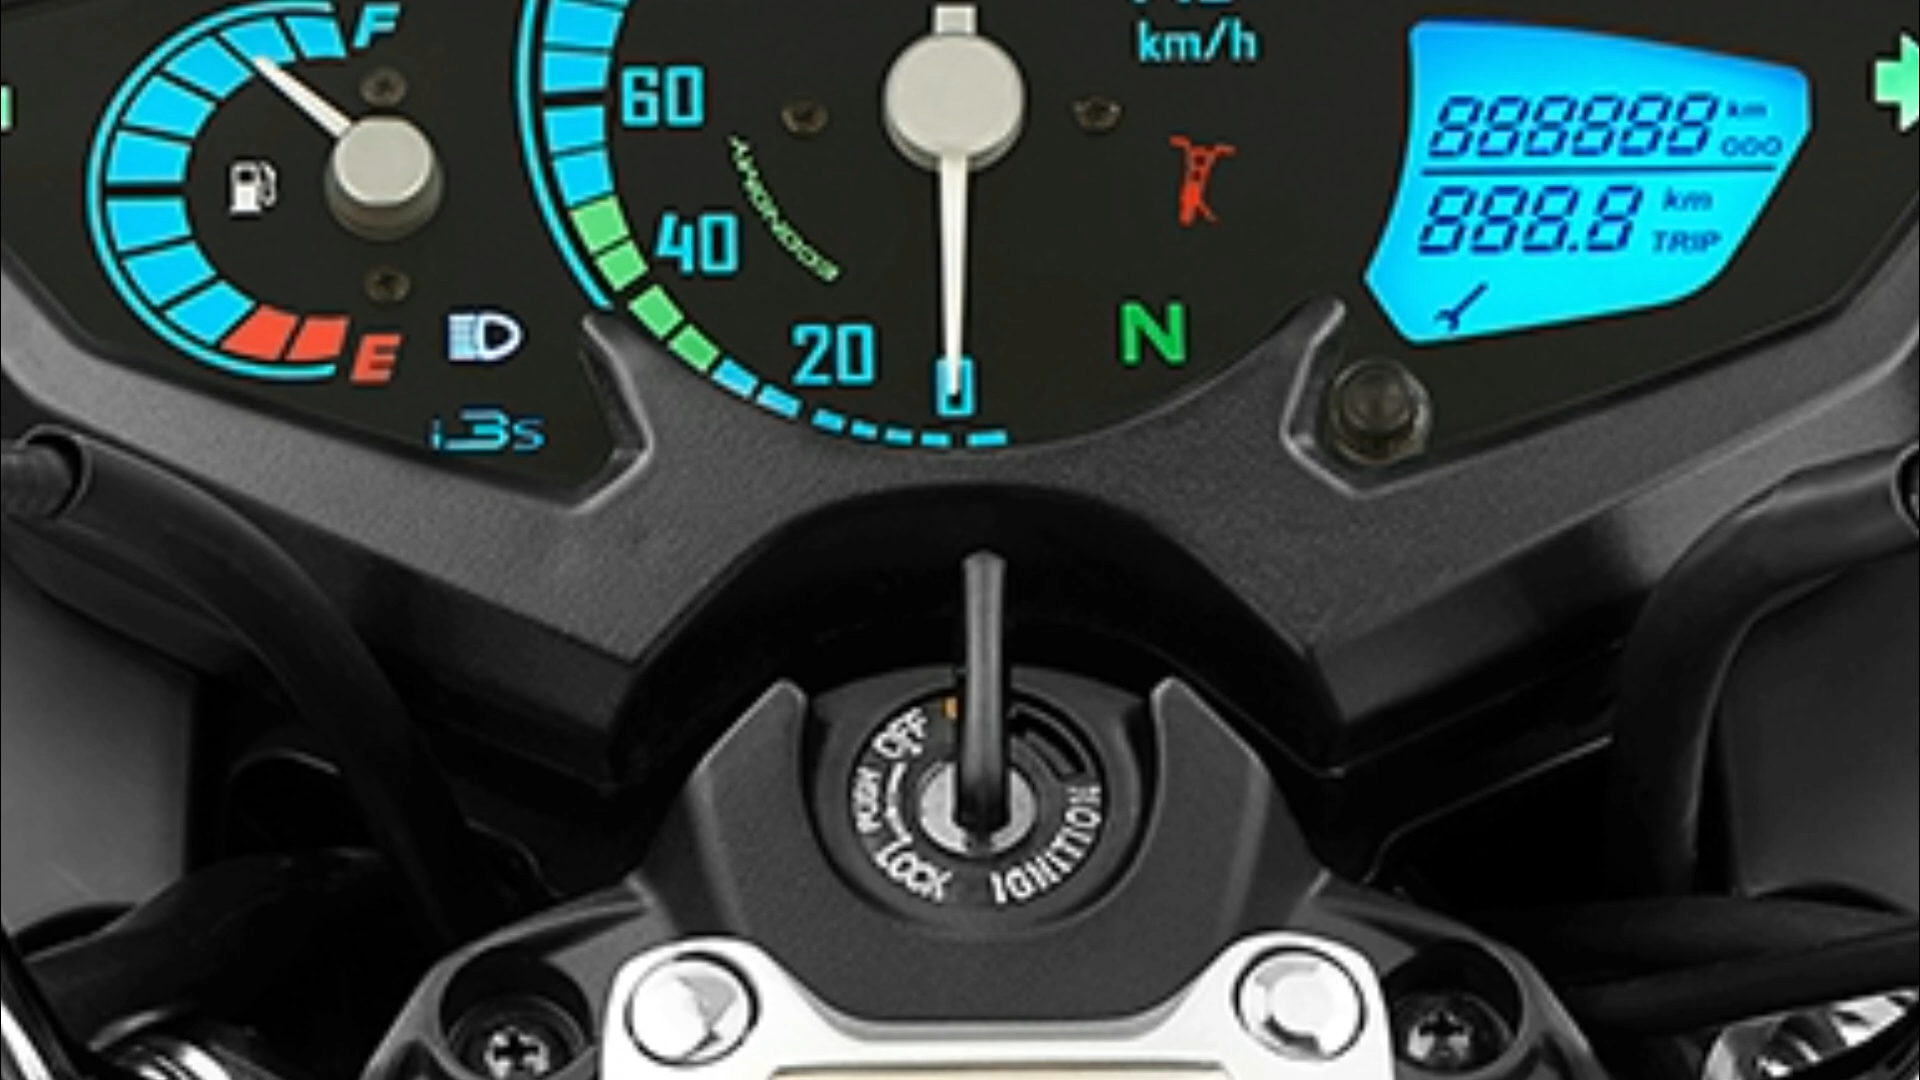 F
km/h
60
888888 km
ODO
ECONOMY
888.8 km
TRIP
40
N
20
E
0
i3s
OFF
PUSH
LOCK
IGNITION